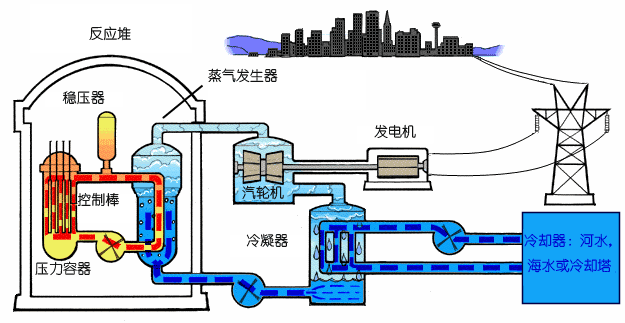 反应堆
蒸气发生器
稳压器
发电机
控制棒
汽轮机
冷凝器
冷却器：河水，
海水或冷却塔
压力容器